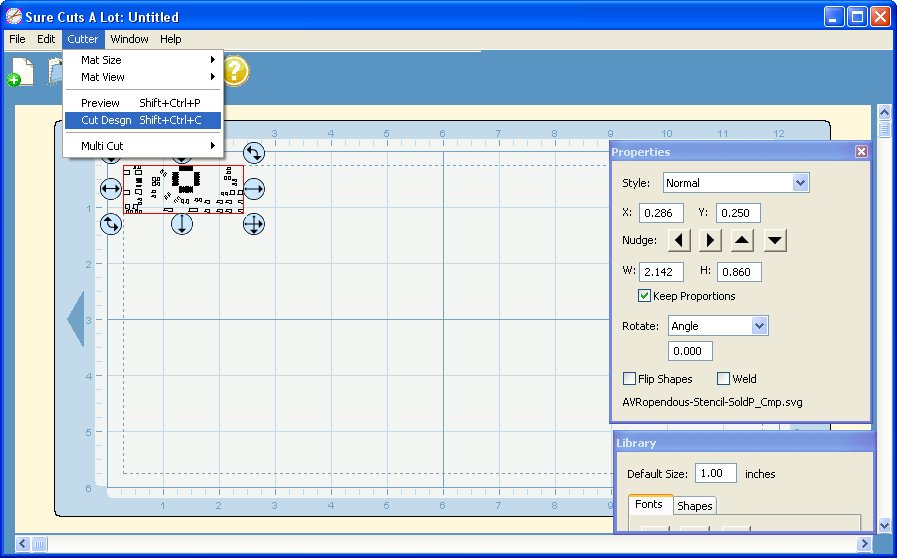 Sure Cuts A Lot: Untitled
File Edit Cutter Window Help
Mat Size
Mat View
Preview Shift+Ctrl+P
Cut Desgn Shift+Ctrl+C
Multi Cut
?
3 4 5 6 7 8 9 10 11 12
Properties
Style: Normal
X: 0.286 Y: 0.250
Nudge:
W: 2.142 H: 0.860
Keep Proportions
Rotate: Angle
0.000
Flip Shapes Weld
AVRopendous-Stencil-SoldP_Cmp.svg
1
2
3
4
5
6
1 2 3 4 5 6 7 8 9
Library
Default Size: 1.00 inches
Fonts Shapes